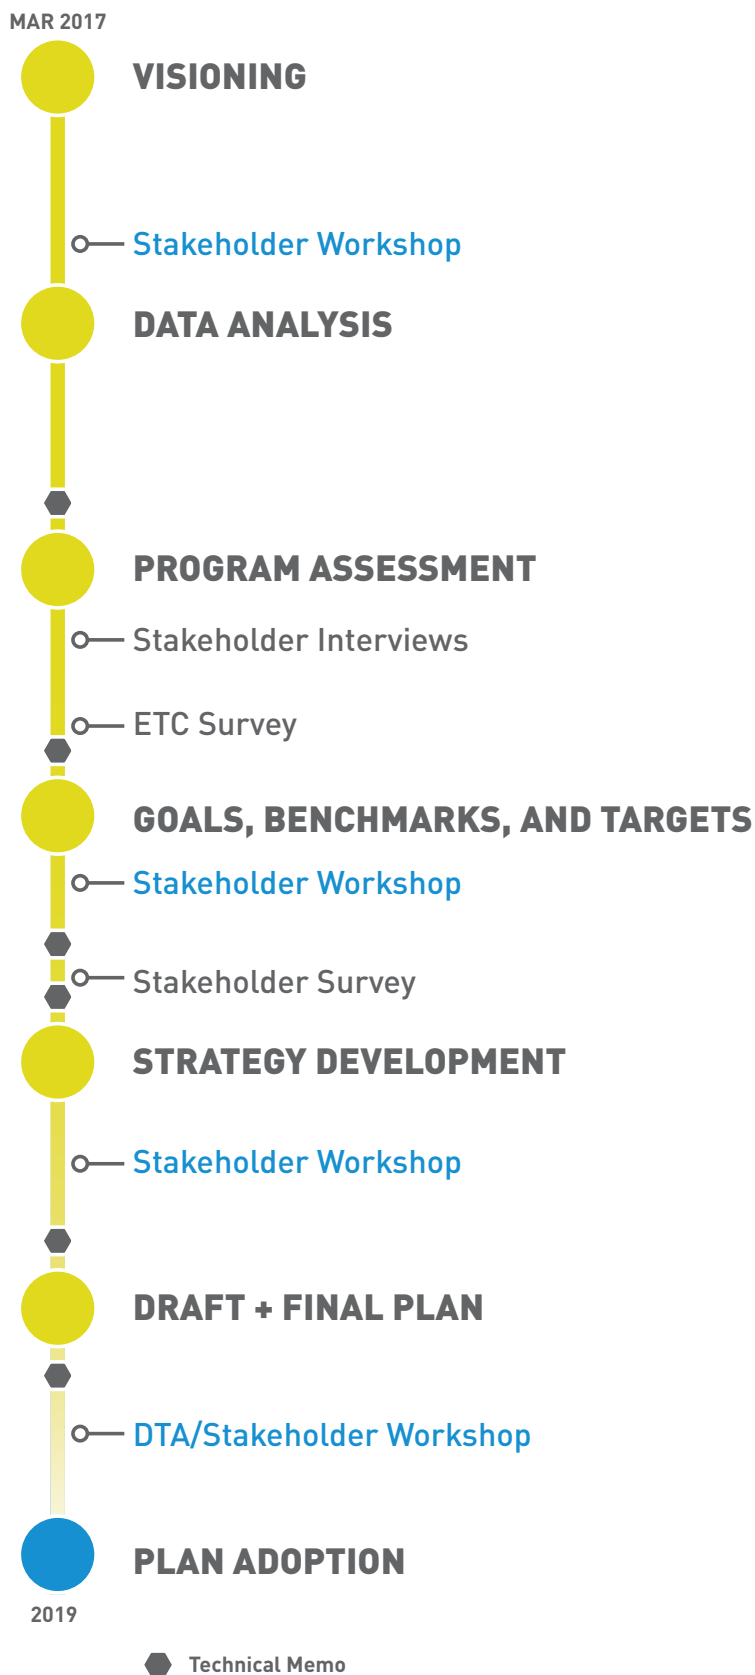 MAR 2017
VISIONING
Stakeholder Workshop
DATA ANALYSIS
PROGRAM ASSESSMENT
Stakeholder Interviews
ETC Survey
GOALS, BENCHMARKS, AND TARGETS
Stakeholder Workshop
Stakeholder Survey
STRATEGY DEVELOPMENT
Stakeholder Workshop
DRAFT + FINAL PLAN
DTA/Stakeholder Workshop
PLAN ADOPTION
2019
Technical Memo